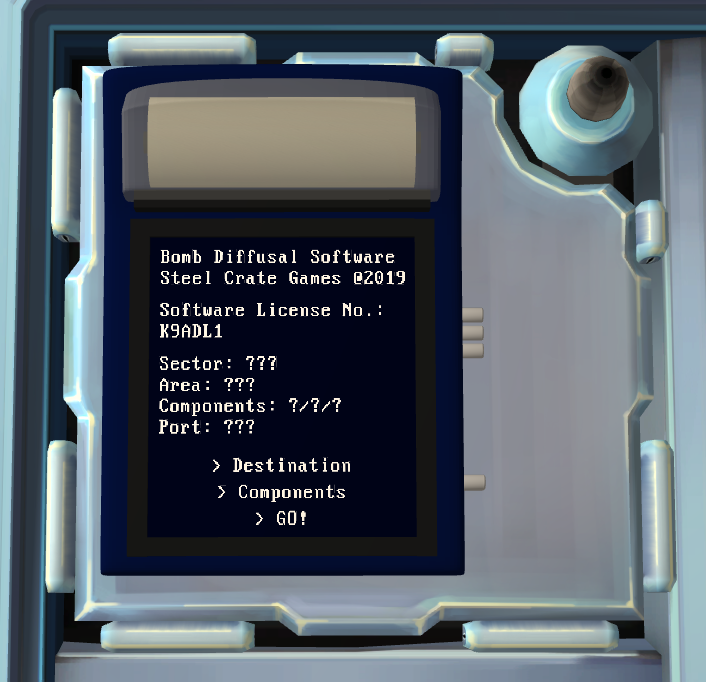 Bomb Diffusal Software
Steel Crate Games @2019
Software License No.:
K9ADL1
Sector: ???
Area: ???
Components: ?/?/?
Port: ???
> Destination
> Components
> GO!